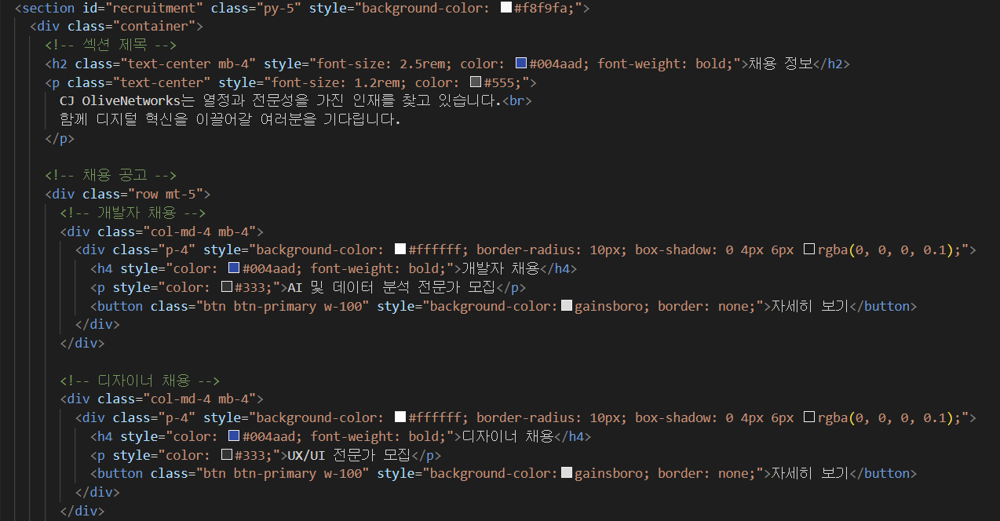 <section id="recruitment" class="py-5" style="background-color: #f8f9fa;">
<div class="container">
<!-- 섹션 제목 -->
<h2 class="text-center mb-4" style="font-size: 2.5rem; color: #004aad; font-weight: bold;">채용 정보</h2>
<p class="text-center" style="font-size: 1.2rem; color: #555;">
CJ OliveNetworks는 열정과 전문성을 가진 인재를 찾고 있습니다.<br>
함께 디지털 혁신을 이끌어갈 여러분을 기다립니다.
</p>
<!-- 채용 공고 -->
<div class="row mt-5">
<!-- 개발자 채용 -->
<div class="col-md-4 mb-4">
<div class="p-4" style="background-color: #ffffff; border-radius: 10px; box-shadow: 0 4px 6px rgba(0, 0, 0, 0.1);">
<h4 style="color: #004aad; font-weight: bold;">개발자 채용</h4>
<p style="color: #333;">AI 및 데이터 분석 전문가 모집</p>
<button class="btn btn-primary w-100" style="background-color:gainsboro; border: none;">자세히 보기</button>
</div>
</div>
<!-- 디자이너 채용 -->
<div class="col-md-4 mb-4">
<div class="p-4" style="background-color: #ffffff; border-radius: 10px; box-shadow: 0 4px 6px rgba(0, 0, 0, 0.1);">
<h4 style="color: #004aad; font-weight: bold;">디자이너 채용</h4>
<p style="color: #333;">UX/UI 전문가 모집</p>
<button class="btn btn-primary w-100" style="background-color:gainsboro; border: none;">자세히 보기</button>
</div>
</div>